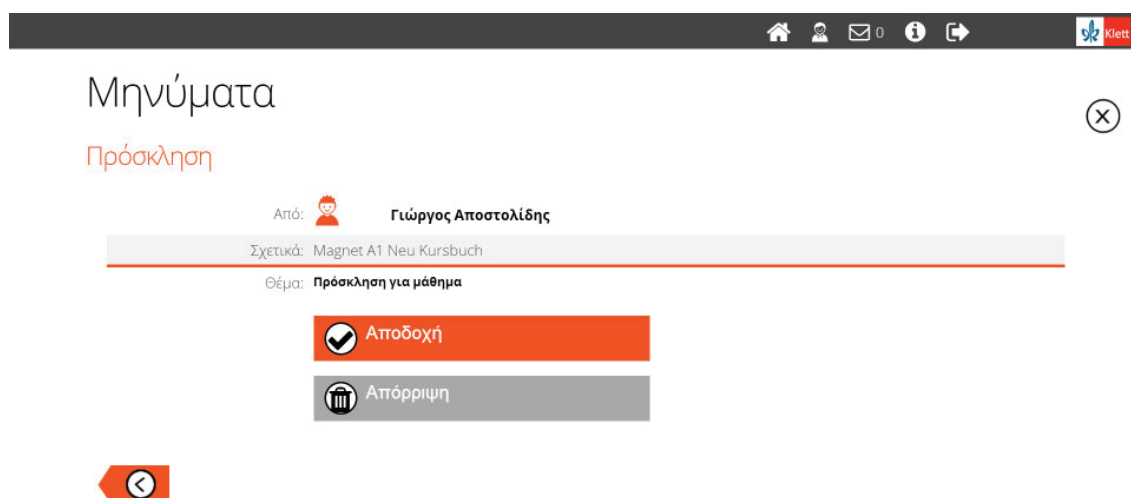 0 Klett
Μηνύματα
Πρόσκληση
Από: Γιώργος Αποστολίδης
Σχετικά: Magnet A1 Neu Kursbuch
Θέμα: Πρόσκληση για μάθημα
Αποδοχή
Απόρριψη